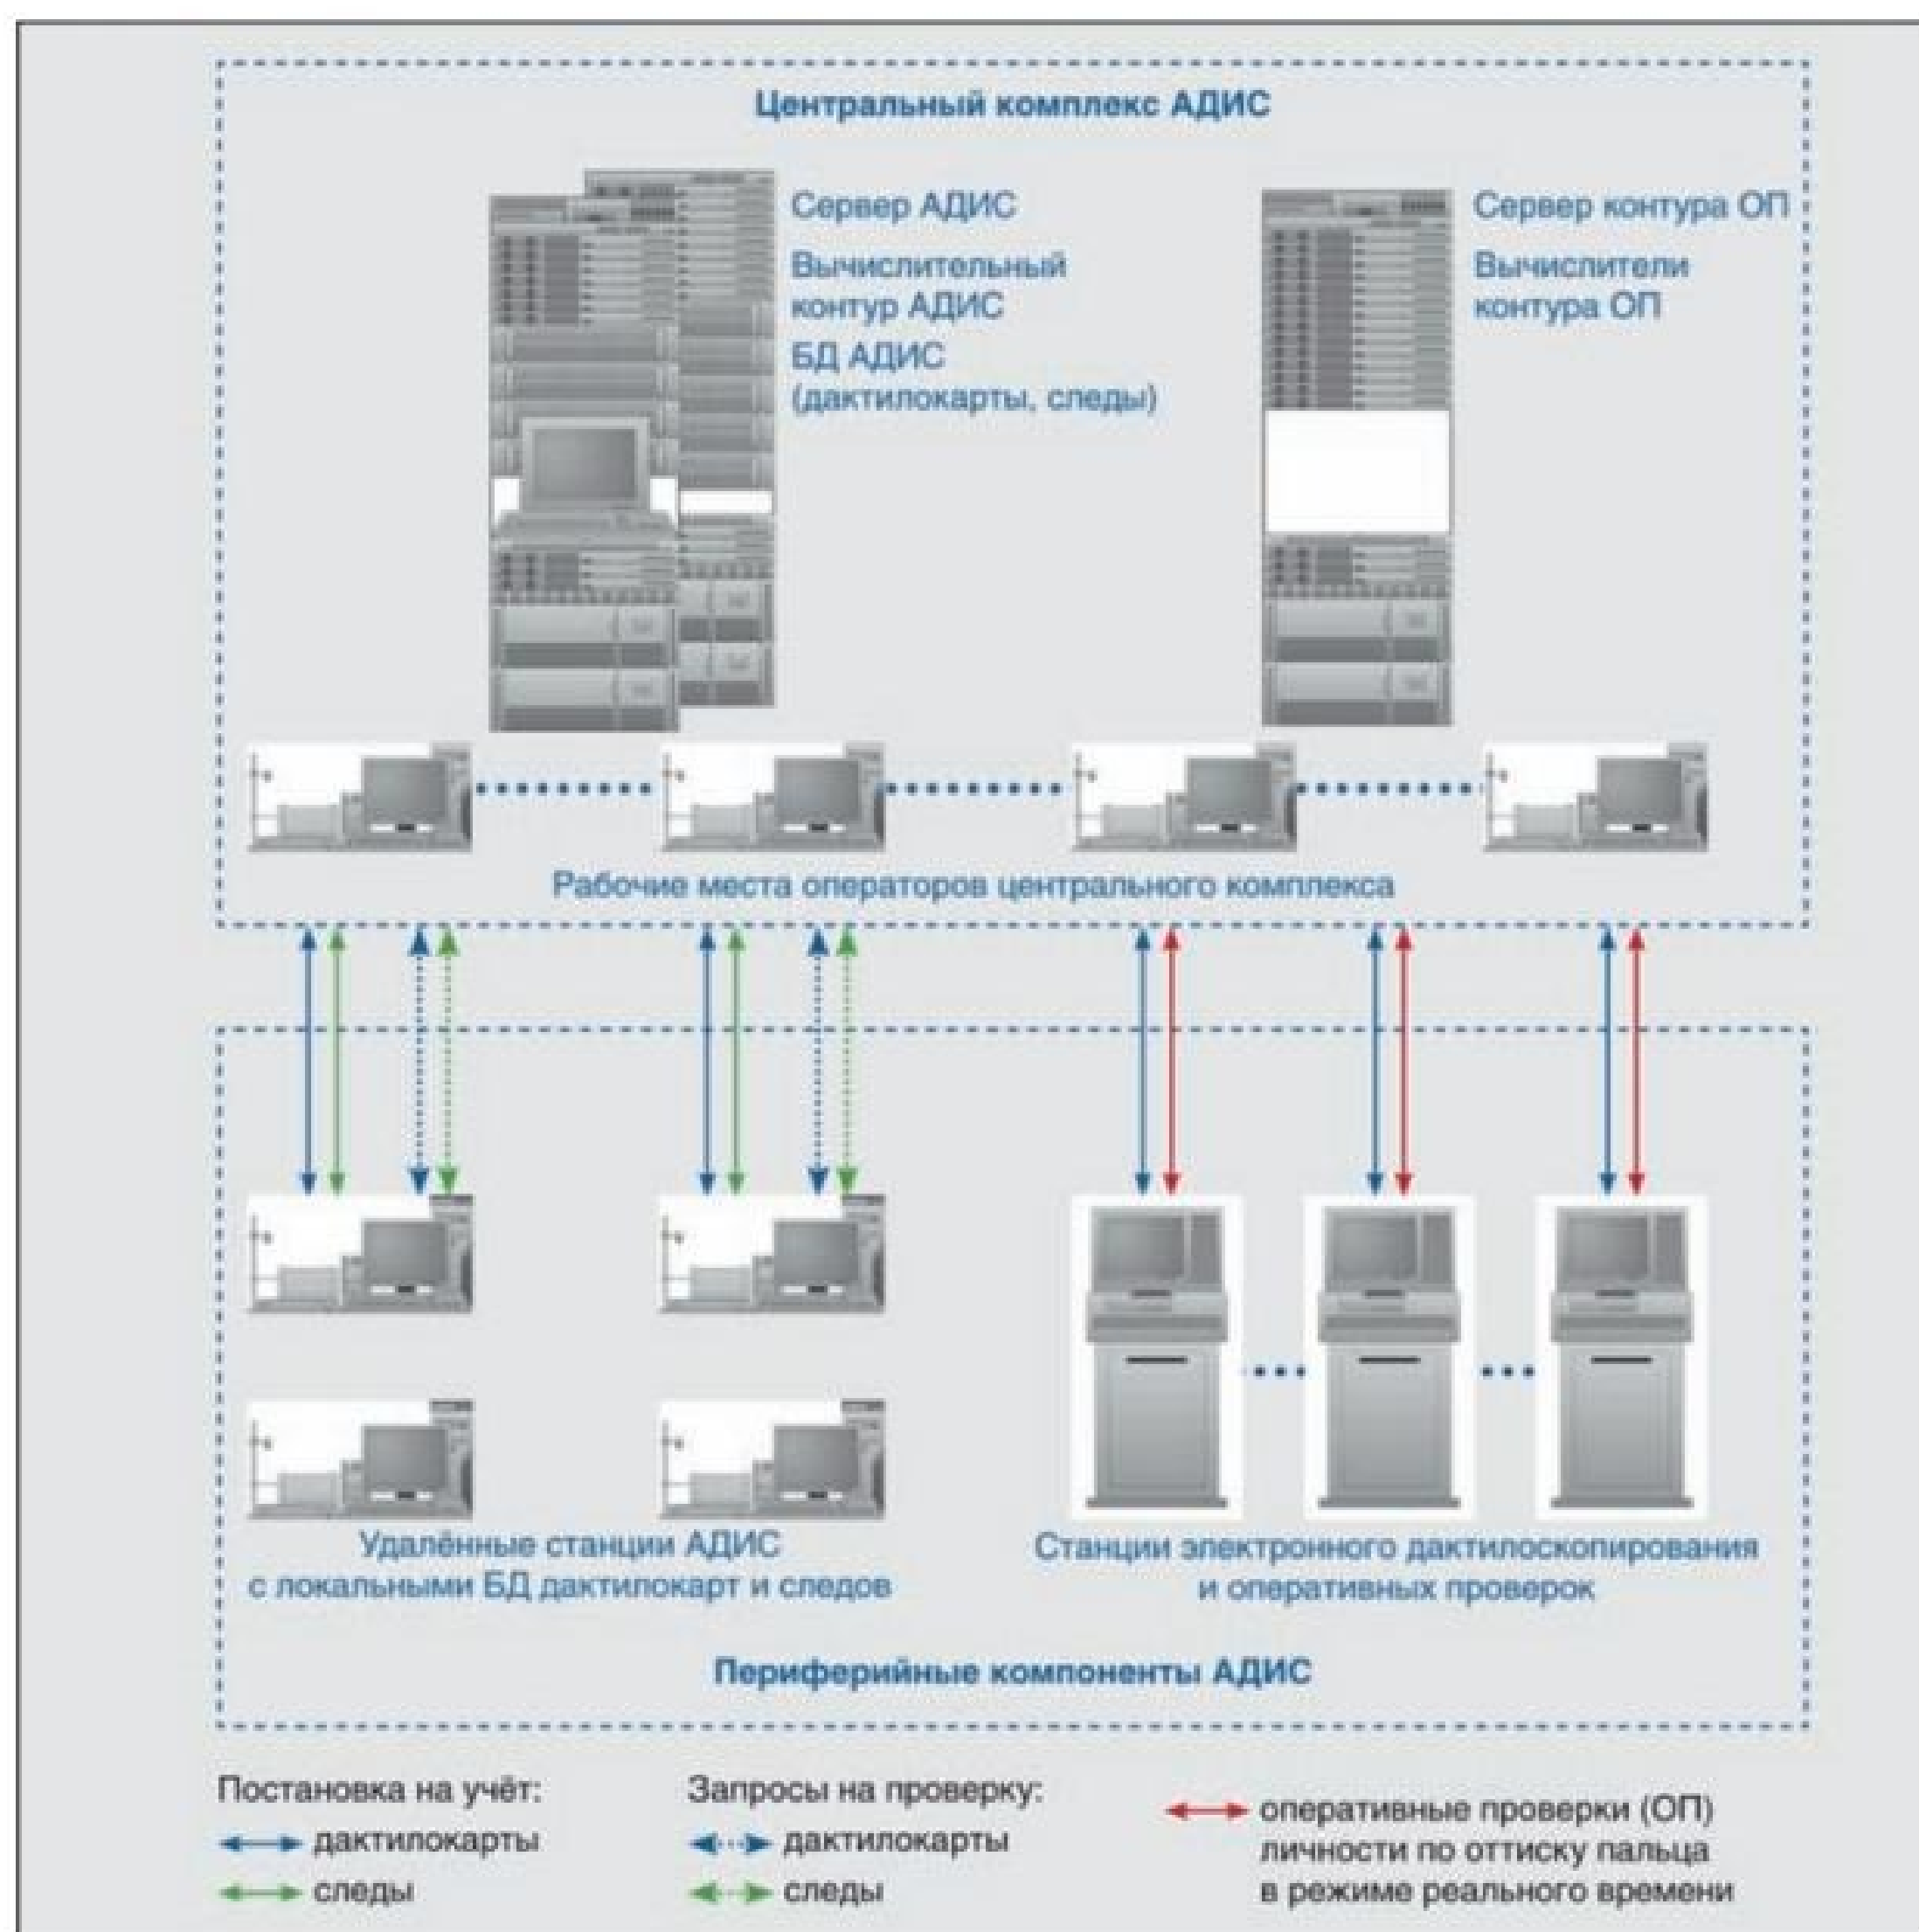 Центральный комплекс АДИС
Сервер АДИС
Вычислительный
контур АДИС
БД АДИС
(дактилокарты, следы)
Сервер контура ОП
Вычислители
контура ОП
Рабочие места операторов центрального комплекса
Удалённые станции АДИС
с локальными БД дактилокарт и следов
Станции электронного дактилоскопирования
и оперативных проверок
Периферийные компоненты АДИС
Постановка на учёт:
дактилокарты
следы
Запросы на проверку:
дактилокарты
следы
оперативные проверки (ОП)
личности по оттиску пальца
в режиме реального времени